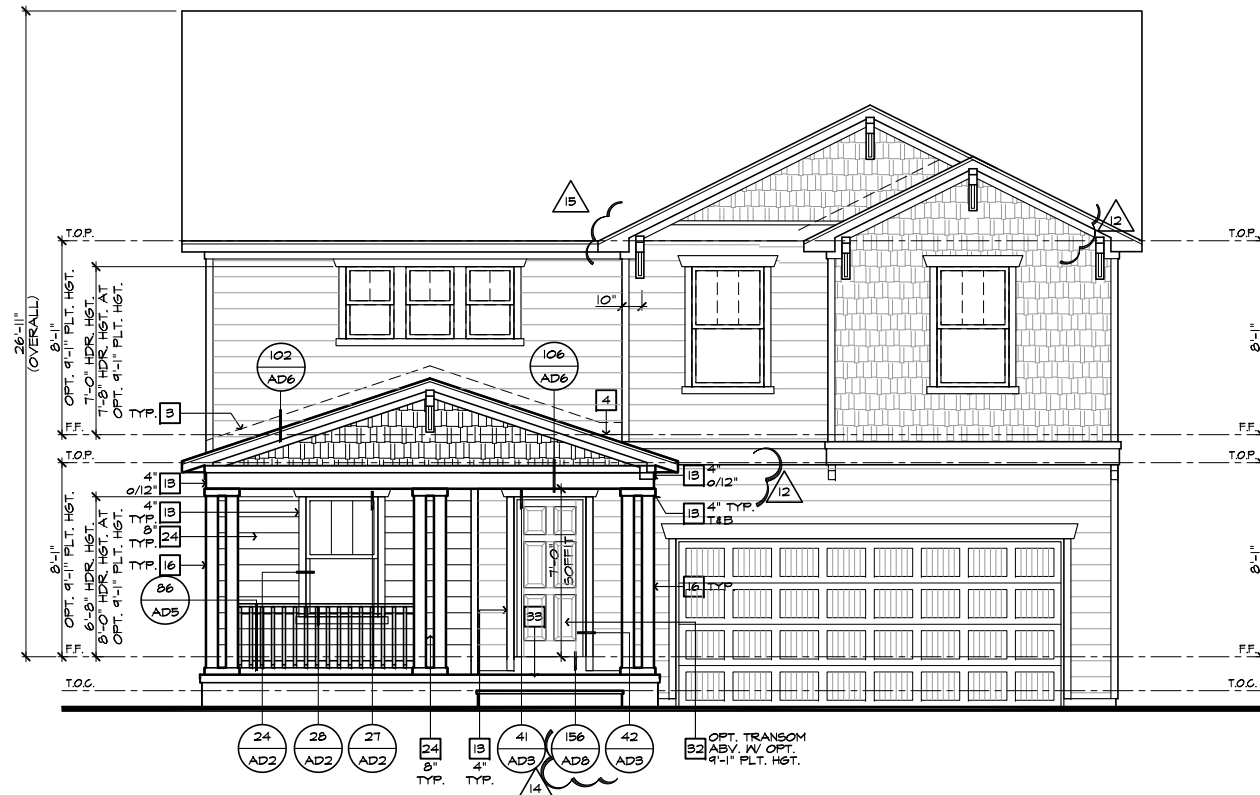 15
12
T.O.P.
T.O.P.
26'-11"
(OVERALL)
8'-1"
OPT. 9'-1" PLT. HGT.
7'-0" HDR. HGT.
7'-8" HDR. HGT. AT
OPT. 9'-1" PLT. HGT.
10"
8'-1"
102
AD6
106
AD6
TYP. 3
4
F.F.
F.F.
T.O.P.
T.O.P.
4"
0/12"
13
13
4"
0/12"
12
4"
TYP.
13
13
4" TYP.
T&B
8"
TYP.
24
TYP. 16
16 TYP.
8'-1"
OPT. 9'-1" PLT. HGT.
6'-8" HDR. HGT.
8'-0" HDR. HGT. AT
OPT. 9'-1" PLT. HGT.
7'-0"
SOFFIT
8'-1"
86
AD5
33
F.F.
F.F.
T.O.C.
T.O.C.
24
AD2
28
AD2
27
AD2
24
8"
TYP.
13
4"
TYP.
41
AD3
156
AD8
42
AD3
32
OPT. TRANSOM
ABV. W/ OPT.
9'-1" PLT. HGT.
14